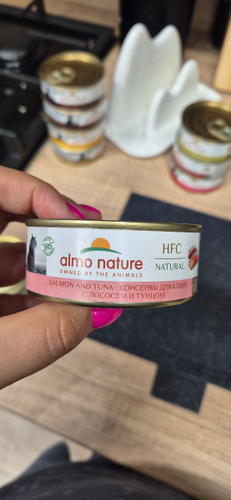 almo nature
OWNED BY THE ANIMALS
HFC
NATURAL
SALMON AND TUNA - КОНСЕРВЫ ДЛЯ КОШЕК
С ЛОСОСЕМ И ТУНЦОМ